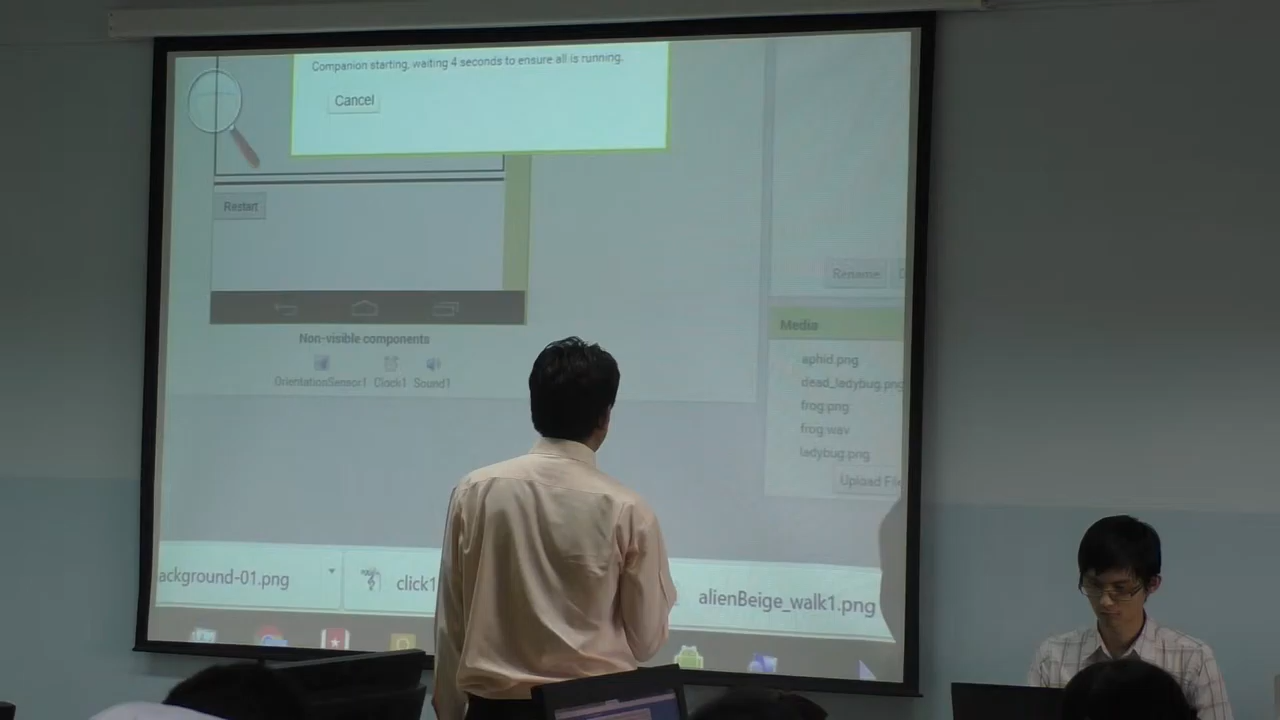 Companion starting, waiting 4 seconds to ensure all is running.
Cancel
Restart
Rename
Non-visible components
OrientationSensor1 Clock1 Sound1
Media
aphid.png
dead_ladybug.png
frog.png
frog.wav
ladybug.png
Upload File
ackground-01.png
click1
alienBeige_walk1.png